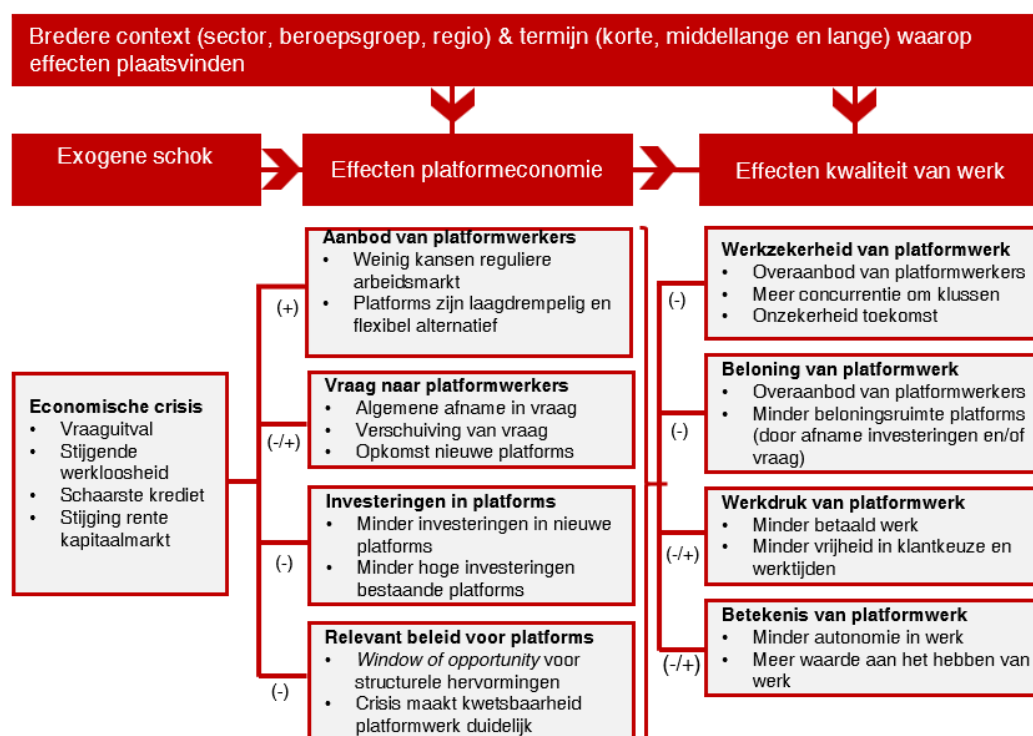 Bredere context (sector, beroepsgroep, regio) & termijn (korte, middellange en lange) waarop
effecten plaatsvinden
Exogene schok
Effecten platformeconomie
Effecten kwaliteit van werk
Economische crisis
• Vraaguitval
• Stijgende
werkloosheid
• Schaarste krediet
• Stijging rente
kapitaalmarkt
(+)
Aanbod van platformwerkers
• Weinig kansen reguliere
arbeidsmarkt
• Platforms zijn laagdrempelig en
flexibel alternatief
(-/+)
Vraag naar platformwerkers
• Algemene afname in vraag
• Verschuiving van vraag
• Opkomst nieuwe platforms
(-)
Investeringen in platforms
• Minder investeringen in nieuwe
platforms
• Minder hoge investeringen
bestaande platforms
(-)
Relevant beleid voor platforms
• Window of opportunity voor
structurele hervormingen
• Crisis maakt kwetsbaarheid
platformwerk duidelijk
(-)
Werkzekerheid van platformwerk
• Overaanbod van platformwerkers
• Meer concurrentie om klussen
• Onzekerheid toekomst
(-)
Beloning van platformwerk
• Overaanbod van platformwerkers
• Minder beloningsruimte platforms
(door afname investeringen en/of
vraag)
(-/+)
Werkdruk van platformwerk
• Minder betaald werk
• Minder vrijheid in klantkeuze en
werktijden
(-/+)
Betekenis van platformwerk
• Minder autonomie in werk
• Meer waarde aan het hebben van
werk